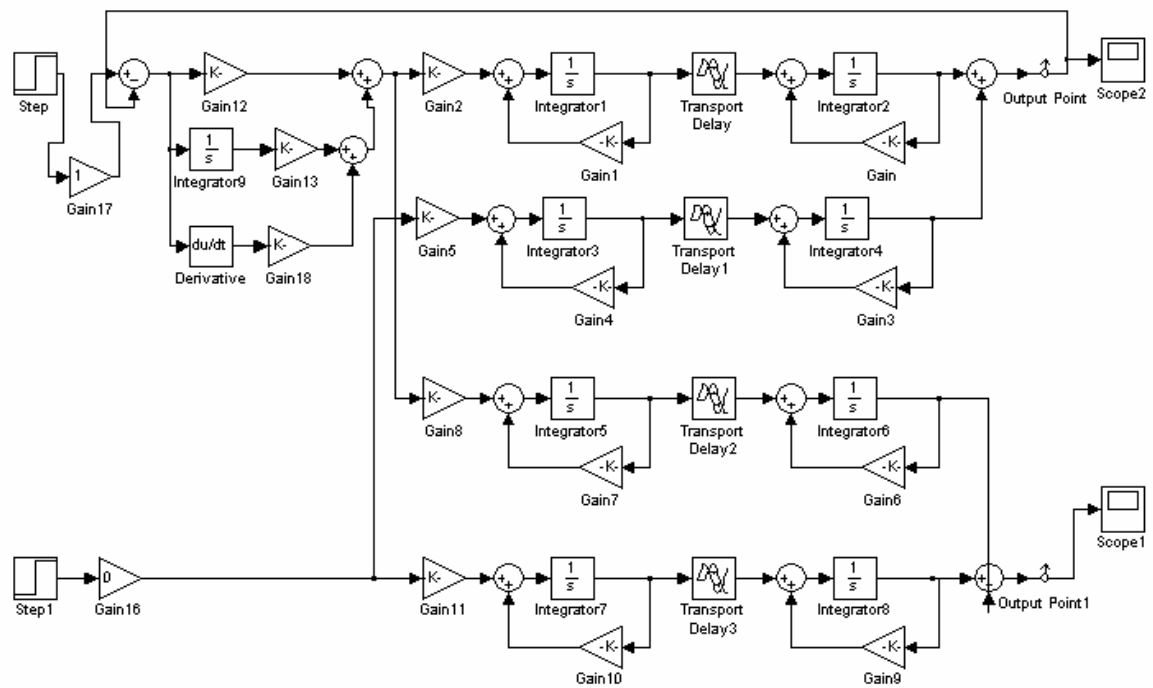 Step
Gain17
1
Gain12
K-
Integrator9
1
s
Gain13
K-
Derivative
du/dt
Gain18
K-
Gain2
K-
Integrator1
1
s
Gain1
-K-
Transport
Delay
Integrator2
1
s
Gain
-K-
Output Point
Scope2
Gain5
K-
Integrator3
1
s
Gain4
-K-
Transport
Delay1
Integrator4
1
s
Gain3
-K-
Gain8
K-
Integrator5
1
s
Gain7
-K-
Transport
Delay2
Integrator6
1
s
Gain6
-K-
Scope1
Step1
Gain16
0
Gain11
K-
Integrator7
1
s
Gain10
-K-
Transport
Delay3
Integrator8
1
s
Gain9
-K-
Output Point1